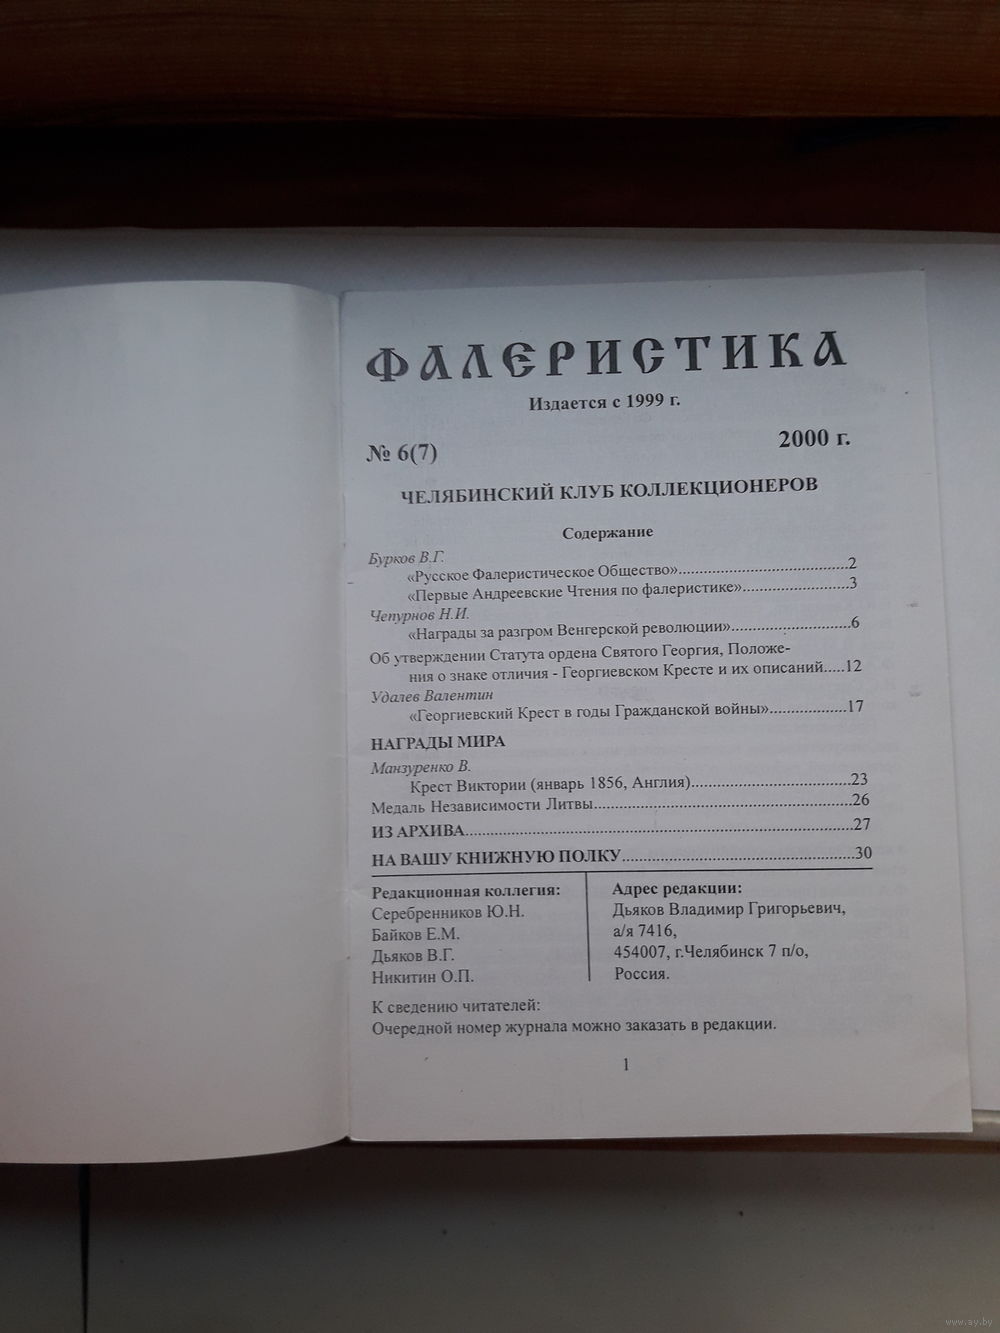 ФАЛЕРИСТИКА
Издается с 1999 г.
№ 6(7) 2000 г.
ЧЕЛЯБИНСКИЙ КЛУБ КОЛЛЕКЦИОНЕРОВ
Содержание
Бурков В.Г.
«Русское Фалеристическое Общество»..........................................2
«Первые Андреевские Чтения по фалеристике»..........................3
Чепурнов Н.И.
«Награды за разгром Венгерской революции»............................6
Об утверждении Статута ордена Святого Георгия, Положе-
ния о знаке отличия - Георгиевском Кресте и их описаний.....12
Удалев Валентин
«Георгиевский Крест в годы Гражданской войны»..................17
НАГРАДЫ МИРА
Манзуренко В.
Крест Виктории (январь 1856, Англия)......................................23
Медаль Независимости Литвы..............................................................26
ИЗ АРХИВА..............................................................................................27
НА ВАШУ КНИЖНУЮ ПОЛКУ.........................................................30
Редакционная коллегия:
Серебренников Ю.Н.
Байков Е.М.
Дьяков В.Г.
Никитин О.П.
Адрес редакции:
Дьяков Владимир Григорьевич,
а/я 7416,
454007, г.Челябинск 7 п/о,
Россия.
К сведению читателей:
Очередной номер журнала можно заказать в редакции.
1
www.ay.by